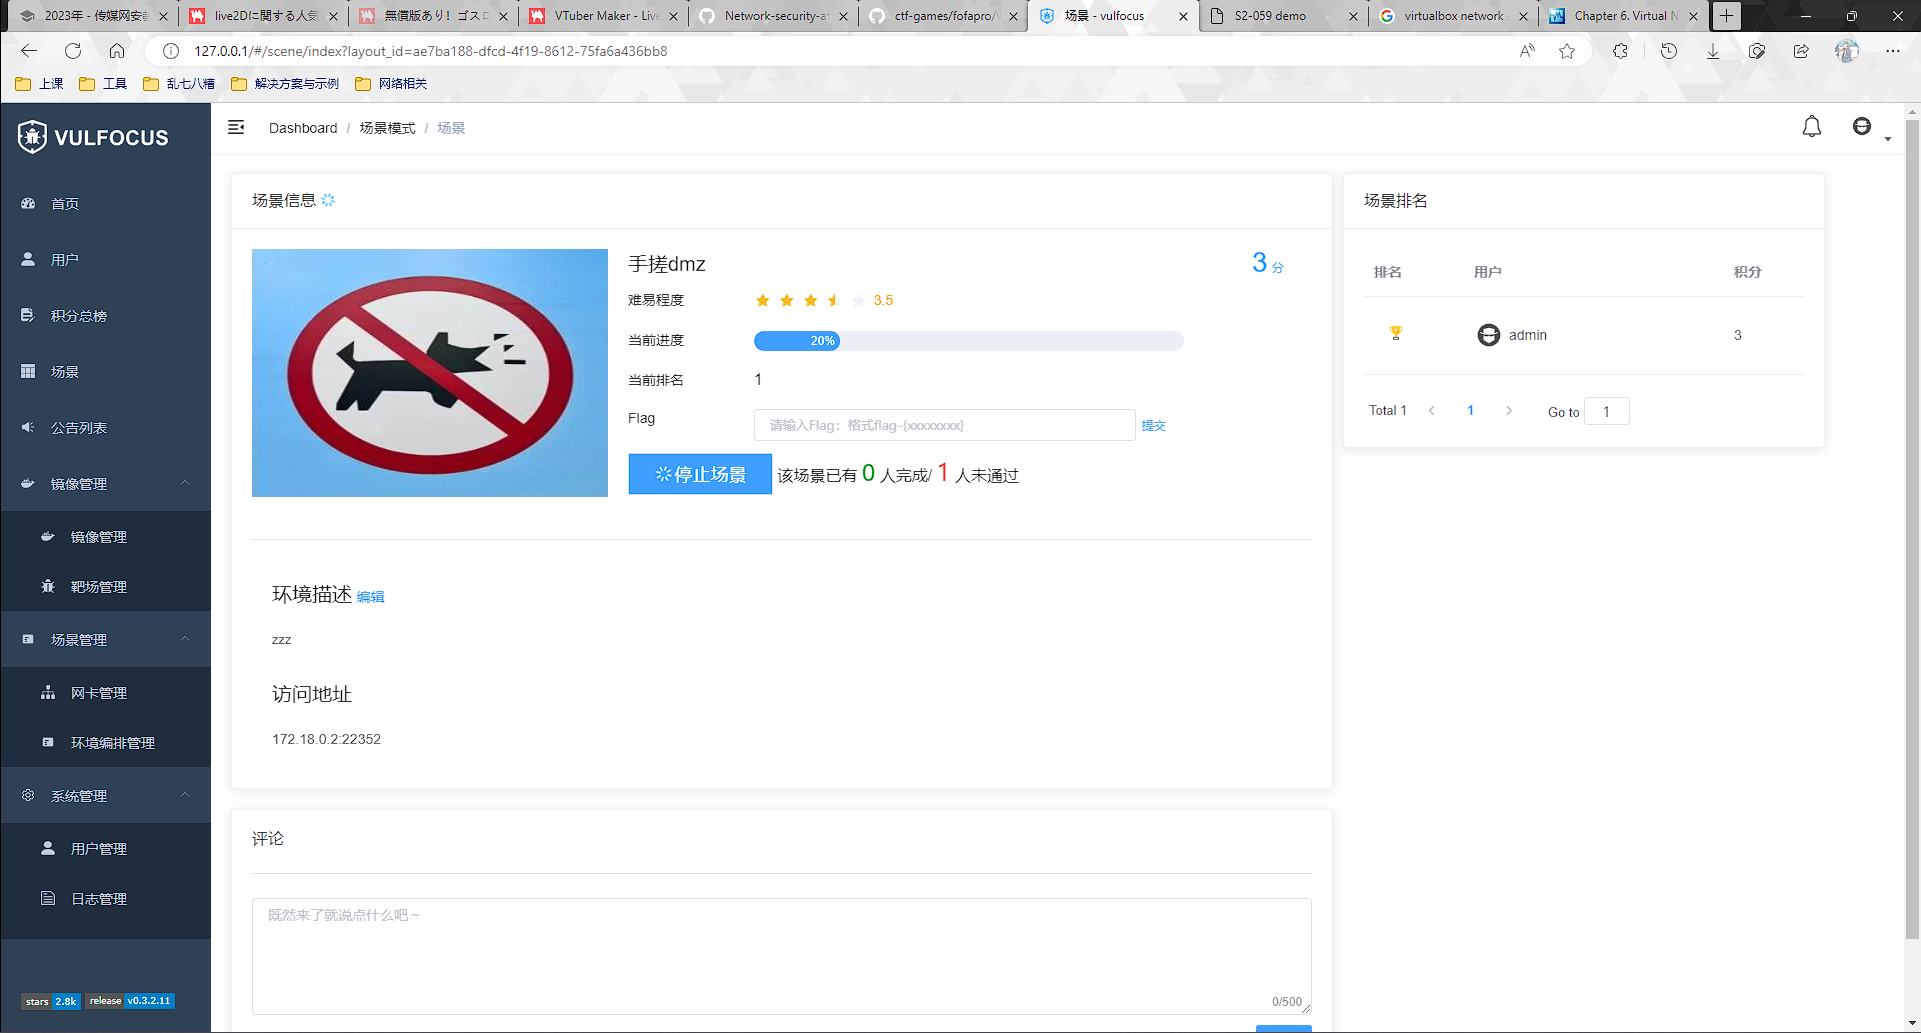 2023年 - 传媒网安
live2Dに関する人気
無償版あり！ゴスロ
VTuber Maker - Live
Network-security-a
ctf-games/fofapro/
场景 - vulfocus
S2-059 demo
virtualbox network
Chapter 6. Virtual N
127.0.0.1/#/scene/index?layout_id=ae7ba188-dfcd-4f19-8612-75fa6a436bb8
上课
工具
乱七八糟
解决方案与示例
网络相关
VULFOCUS
首页
用户
积分总榜
场景
公告列表
镜像管理
镜像管理
靶场管理
场景管理
网卡管理
环境编排管理
系统管理
用户管理
日志管理
stars 2.8k release v0.3.2.11
Dashboard / 场景模式 / 场景
场景信息
手搓dmz
3 分
难易程度 3.5
当前进度 20%
当前排名 1
Flag 请输入Flag：格式flag-{xxxxxxxx} 提交
停止场景 该场景已有 0 人完成/ 1 人未通过
环境描述 编辑
zzz
访问地址
172.18.0.2:22352
评论
既然来了就说点什么吧～
0/500
场景排名
排名 用户 积分
admin 3
Total 1 1 Go to 1